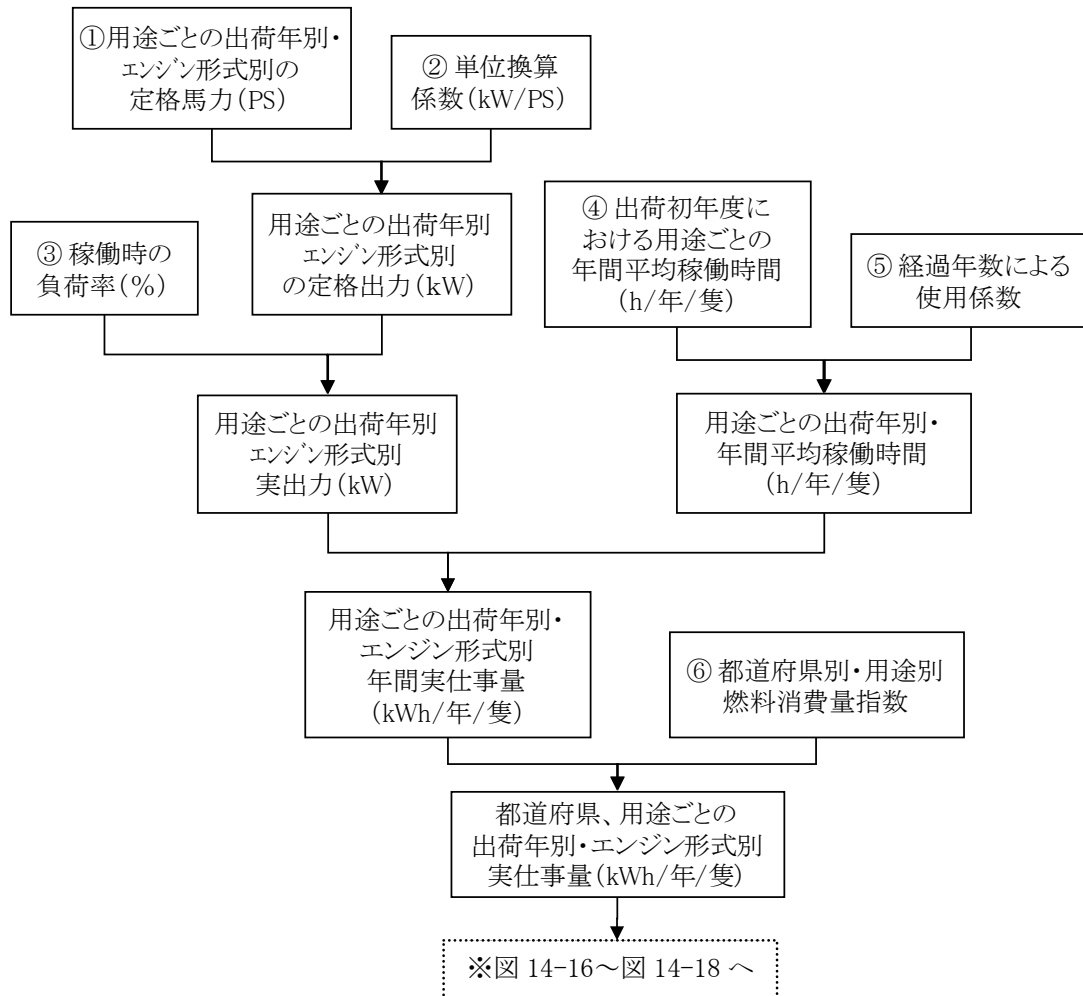 ①用途ごとの出荷年別・
エンジン形式別の
定格馬力(PS)
② 単位換算
係数(kW/PS)
③ 稼働時の
負荷率(%)
用途ごとの出荷年別
エンジン形式別
の定格出力(kW)
④ 出荷初年度に
おける用途ごとの
年間平均稼働時間
(h/年/隻)
⑤ 経過年数による
使用係数
用途ごとの出荷年別
エンジン形式別
実出力(kW)
用途ごとの出荷年別・
年間平均稼働時間
(h/年/隻)
用途ごとの出荷年別・
エンジン形式別
年間実仕事量
(kWh/年/隻)
⑥ 都道府県別・用途別
燃料消費量指数
都道府県、用途ごとの
出荷年別・エンジン形式別
実仕事量(kWh/年/隻)
※図 14-16～図 14-18 へ